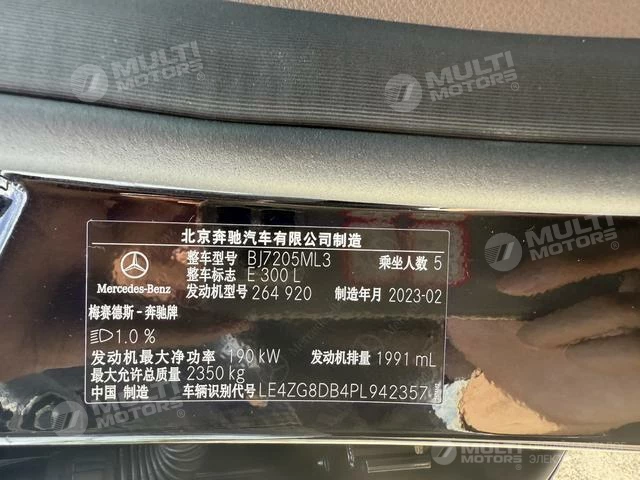 MULTI
MOTORS
MULTI
MOTORS
北京奔驰汽车有限公司制造
整车型号 BJ7205ML3 乘坐人数 5
整车标志 E 300 L
Mercedes-Benz
发动机型号 264 920 制造年月 2023-02
梅赛德斯-奔驰牌
1.0 %
发动机最大净功率 190 kW 发动机排量 1991 mL
最大允许总质量 2350 kg
中国 制造 车辆识别代号 LE4ZG8DB4PL942357
MULTI
MOTORS
MULTI
MOTORS